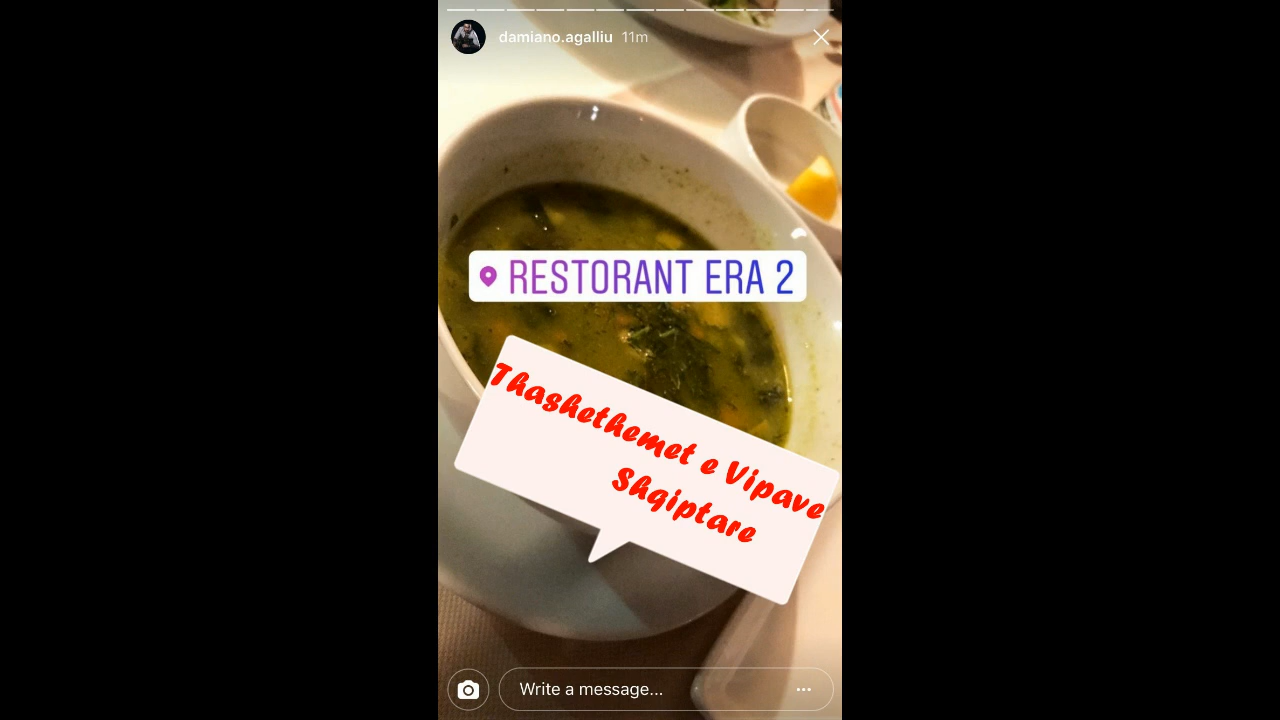 damiano.agalliu 11m
RESTORANT ERA 2
Thashethemet e Vipave
Shqiptare
Write a message...